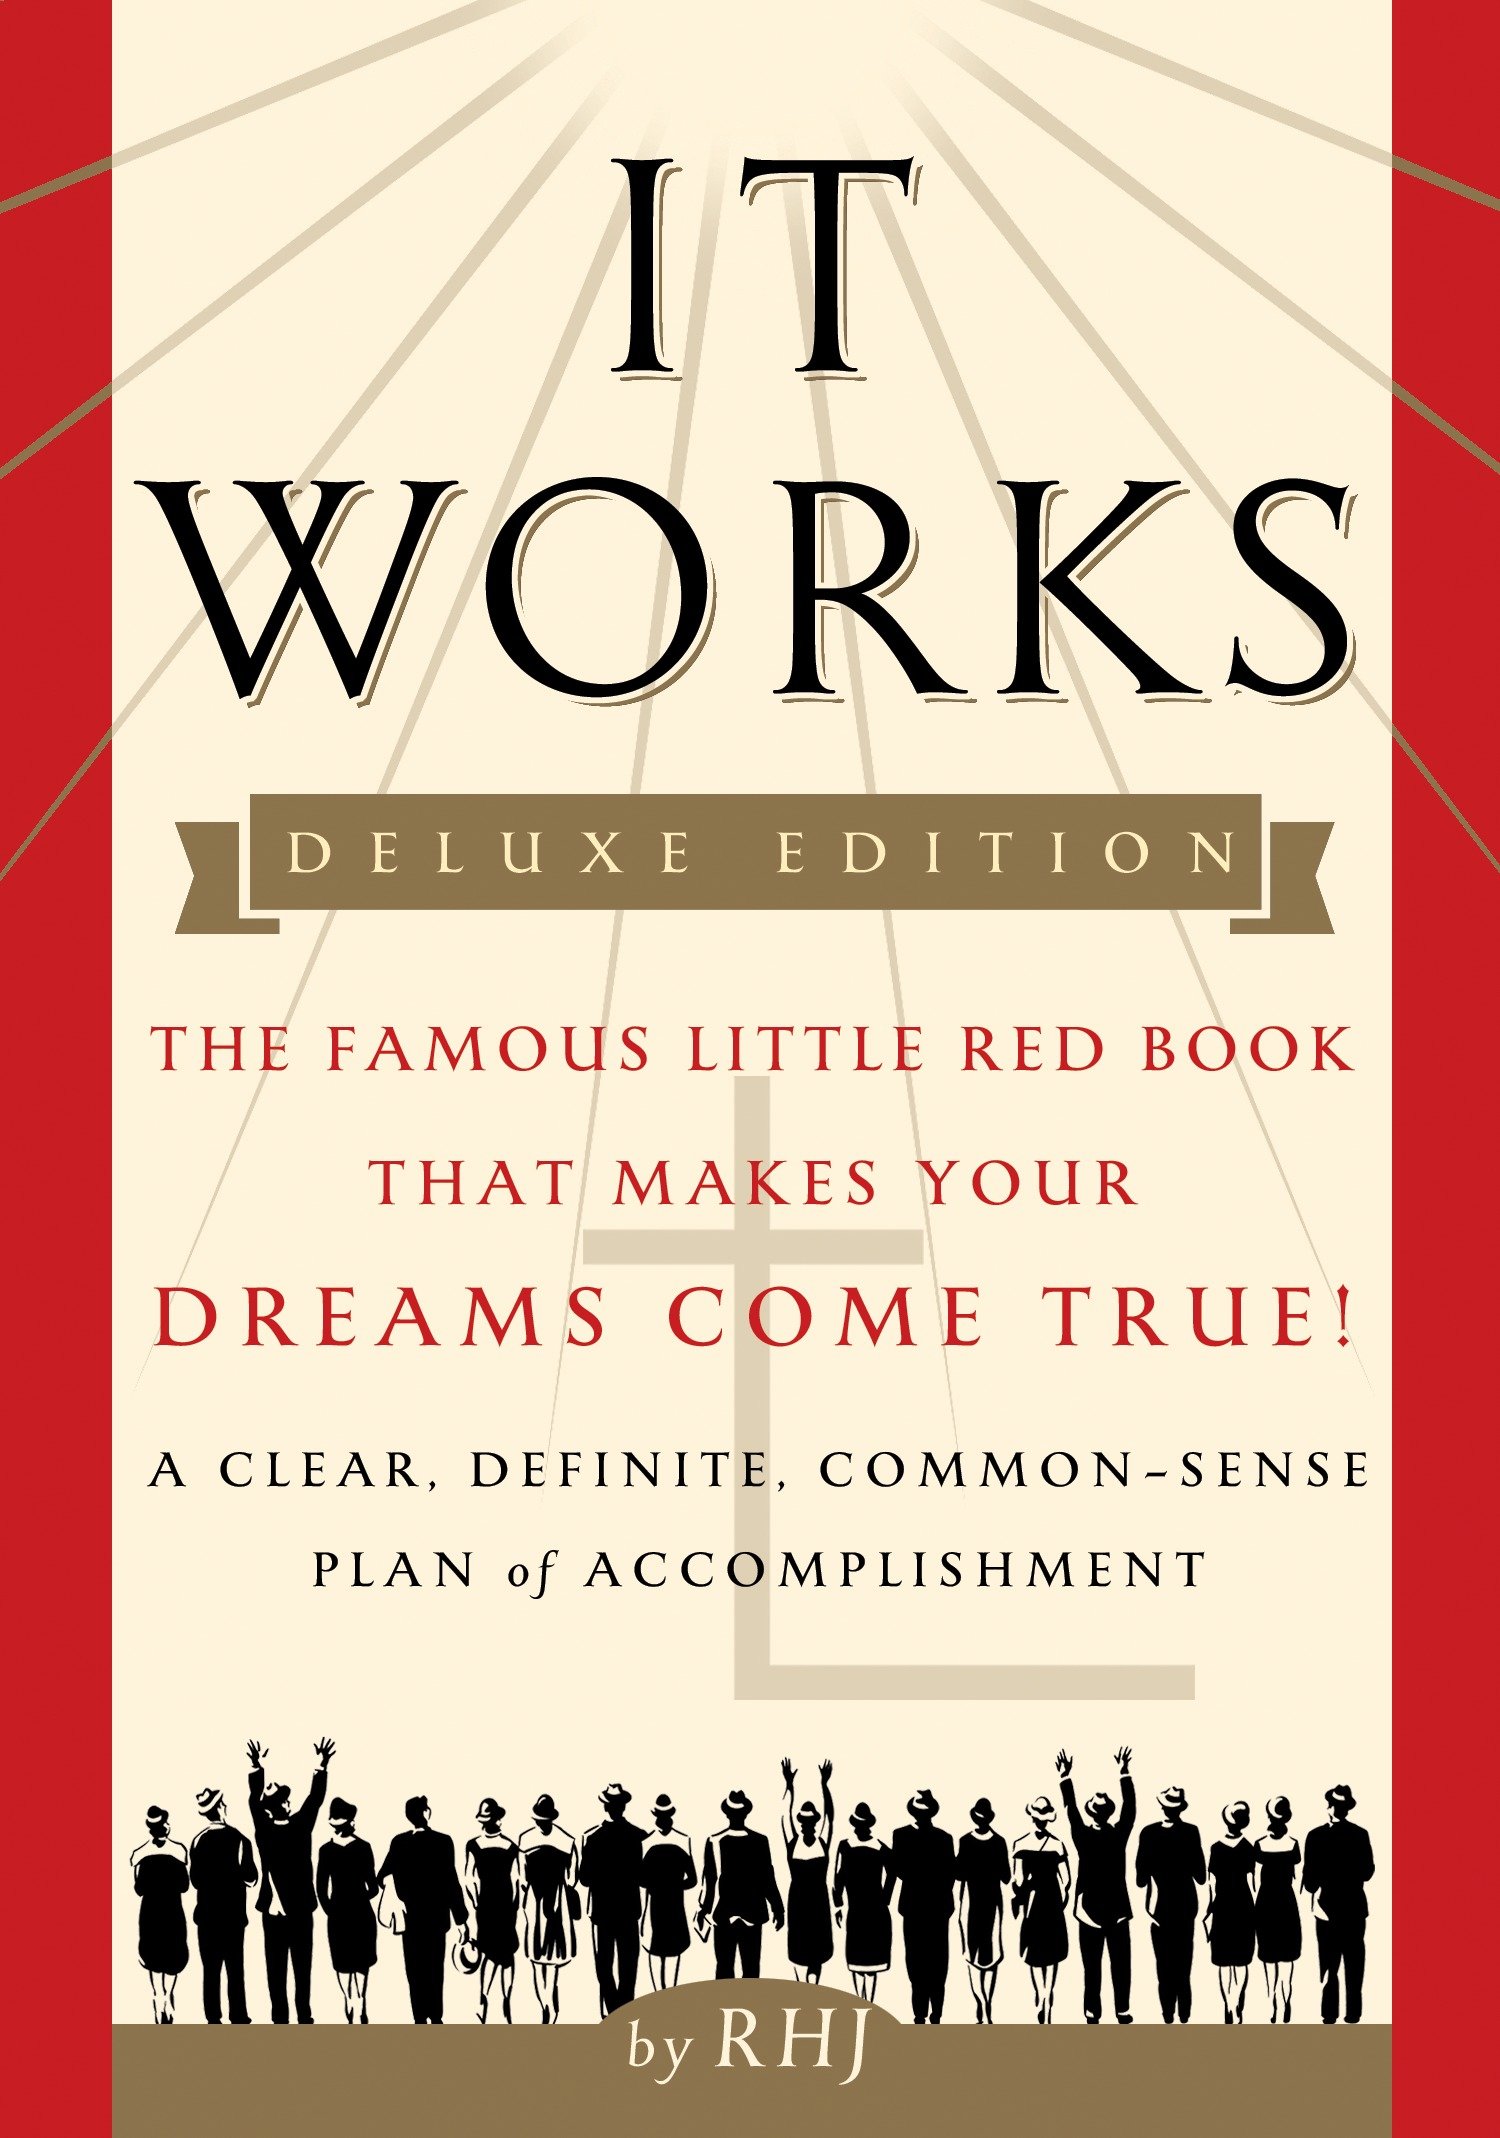 IT
WORKS
DELUXE EDITION
THE FAMOUS LITTLE RED BOOK
THAT MAKES YOUR
DREAMS COME TRUE!
A CLEAR, DEFINITE, COMMON-SENSE
PLAN of ACCOMPLISHMENT
by RHJ